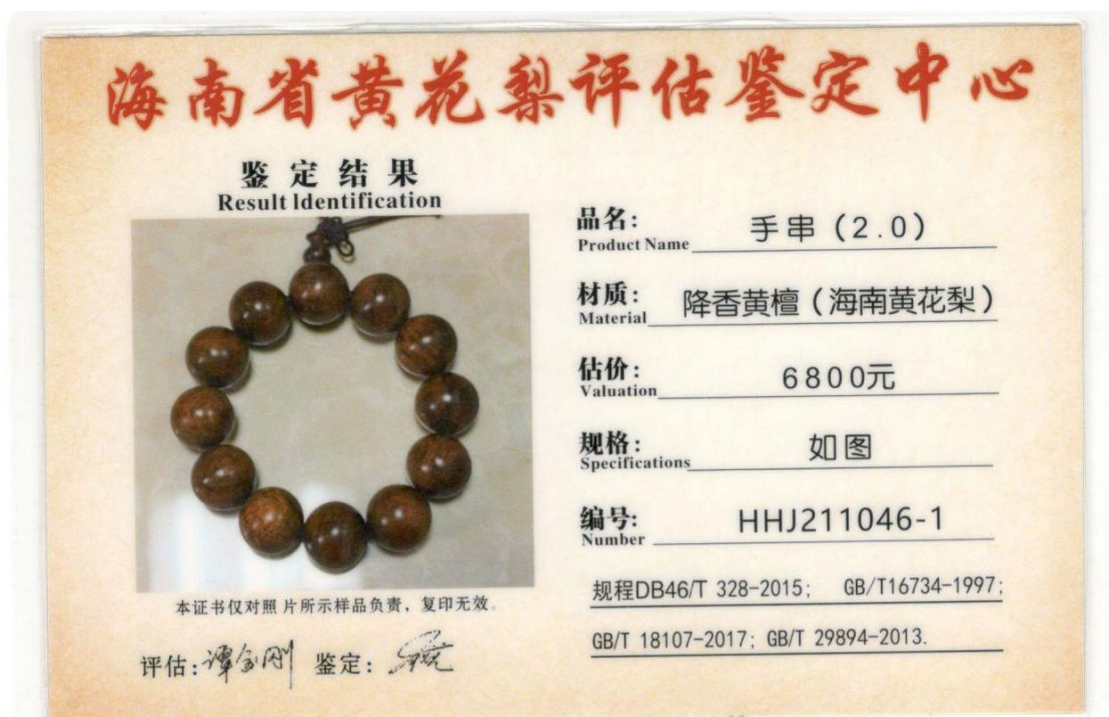 海南省黄花梨评估鉴定中心
鉴定结果
Result Identification
品名: 手串（2.0）
Product Name
材质: 降香黄檀（海南黄花梨）
Material
估价: 6800元
Valuation
规格: 如图
Specifications
编号: HHJ211046-1
Number
规程DB46/T 328-2015; GB/T16734-1997;
GB/T 18107-2017; GB/T 29894-2013.
本证书仅对照片所示样品负责，复印无效。
评估: 谭金刚 鉴定: